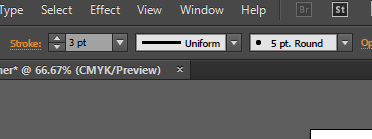 Type Select Effect View Window Help Br St
Stroke: 3 pt Uniform 5 pt. Round Op
ner* @ 66.67% (CMYK/Preview) ×